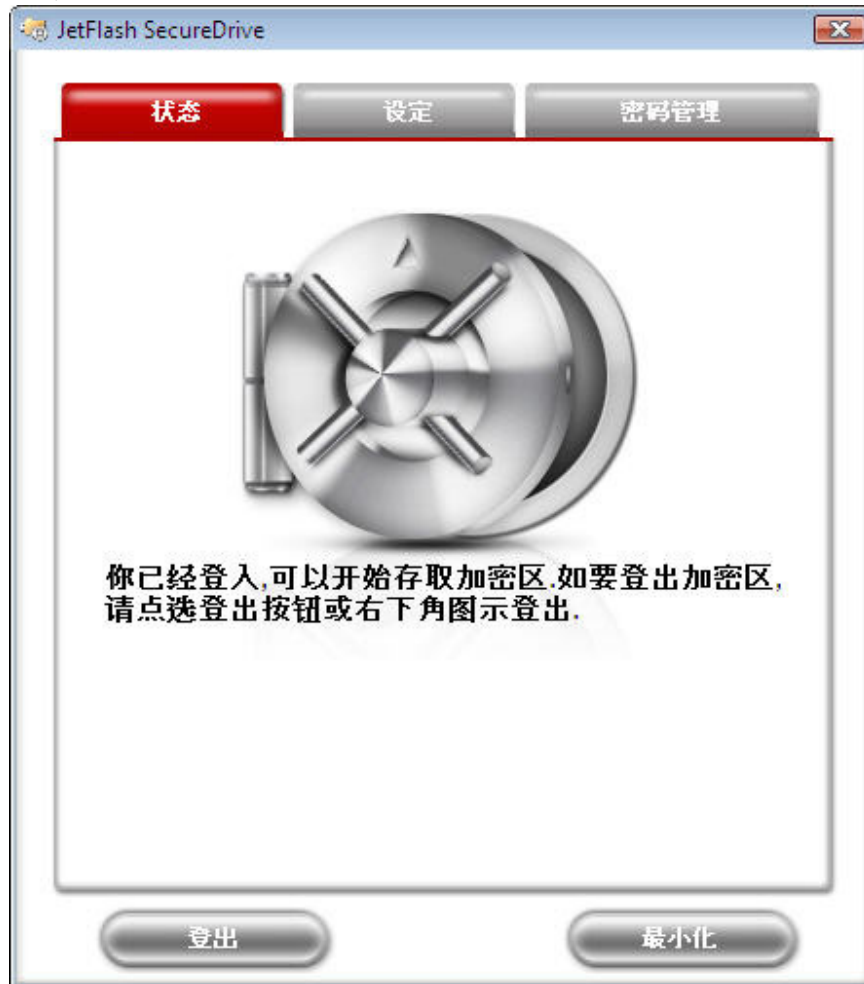 JetFlash SecureDrive
状态
设定
密码管理
你已经登入,可以开始存取加密区.如要登出加密区,
请点选登出按钮或右下角图示登出.
登出
最小化